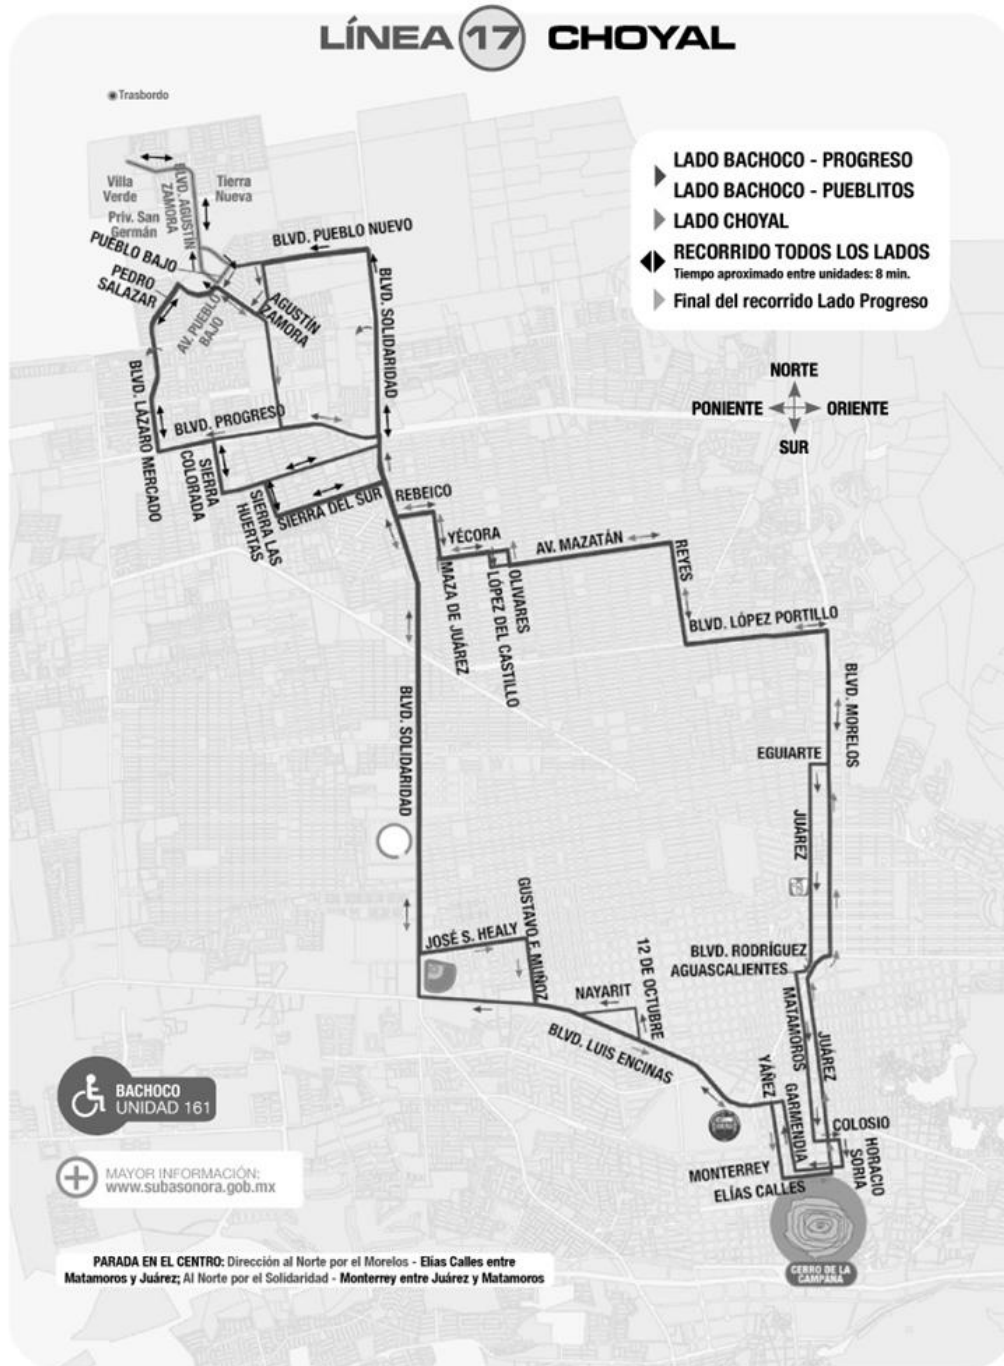 LÍNEA 17 CHOYAL
Trasbordo
LADO BACHOCO - PROGRESO
LADO BACHOCO - PUEBLITOS
LADO CHOYAL
RECORRIDO TODOS LOS LADOS
Tiempo aproximado entre unidades: 8 min.
Final del recorrido Lado Progreso
Villa
Verde
BLVD. AGUSTIN
ZAMORA
Tierra
Nueva
Priv. San
Germán
PUEBLO BAJO
BLVD. PUEBLO NUEVO
PEDRO
SALAZAR
AV. PUEBLO
BAJO
AGUSTÍN
ZAMORA
BLVD. SOLIDARIDAD
BLVD. LÁZARO MERCADO
BLVD. PROGRESO
NORTE
PONIENTE
ORIENTE
SUR
SIERRA
COLORADA
SIERRA LAS
HUERTAS
SIERRA DEL SUR
REBEICO
YÉCORA
AV. MAZATÁN
REYES
MAZA DE JUÁREZ
LÓPEZ DEL CASTILLO
OLIVARES
BLVD. LÓPEZ PORTILLO
BLVD. MORELOS
BLVD. SOLIDARIDAD
EGUIARTE
JUÁREZ
JOSÉ S. HEALY
GUSTAVO F. MUÑOZ
12 DE OCTUBRE
NAYARIT
BLVD. LUIS ENCINAS
BLVD. RODRÍGUEZ
AGUASCALIENTES
MATAMOROS
JUÁREZ
YÁÑEZ
GARMENDIA
COLOSIO
HORACIO
SORIA
MONTERREY
ELÍAS CALLES
CERRO DE LA
CAMPANA
BACHOCO
UNIDAD 161
MAYOR INFORMACIÓN:
www.subasonora.gob.mx
PARADA EN EL CENTRO: Dirección al Norte por el Morelos - Elías Calles entre
Matamoros y Juárez; Al Norte por el Solidaridad - Monterrey entre Juárez y Matamoros